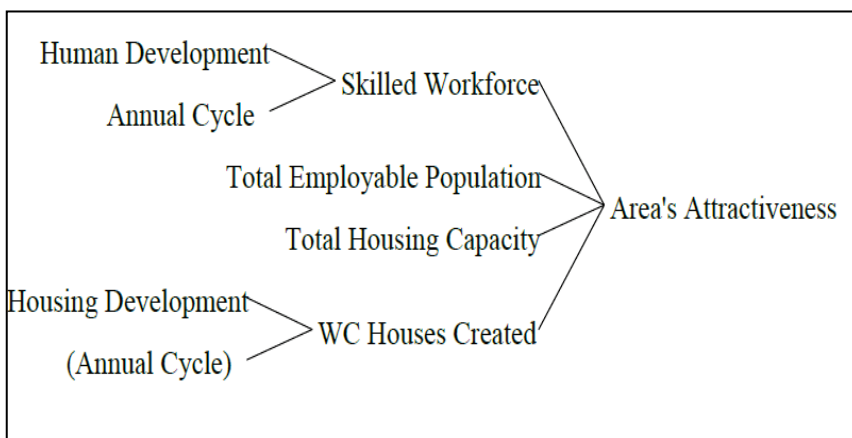 Human Development
Skilled Workforce
Annual Cycle
Total Employable Population
Area's Attractiveness
Total Housing Capacity
Housing Development
WC Houses Created
(Annual Cycle)